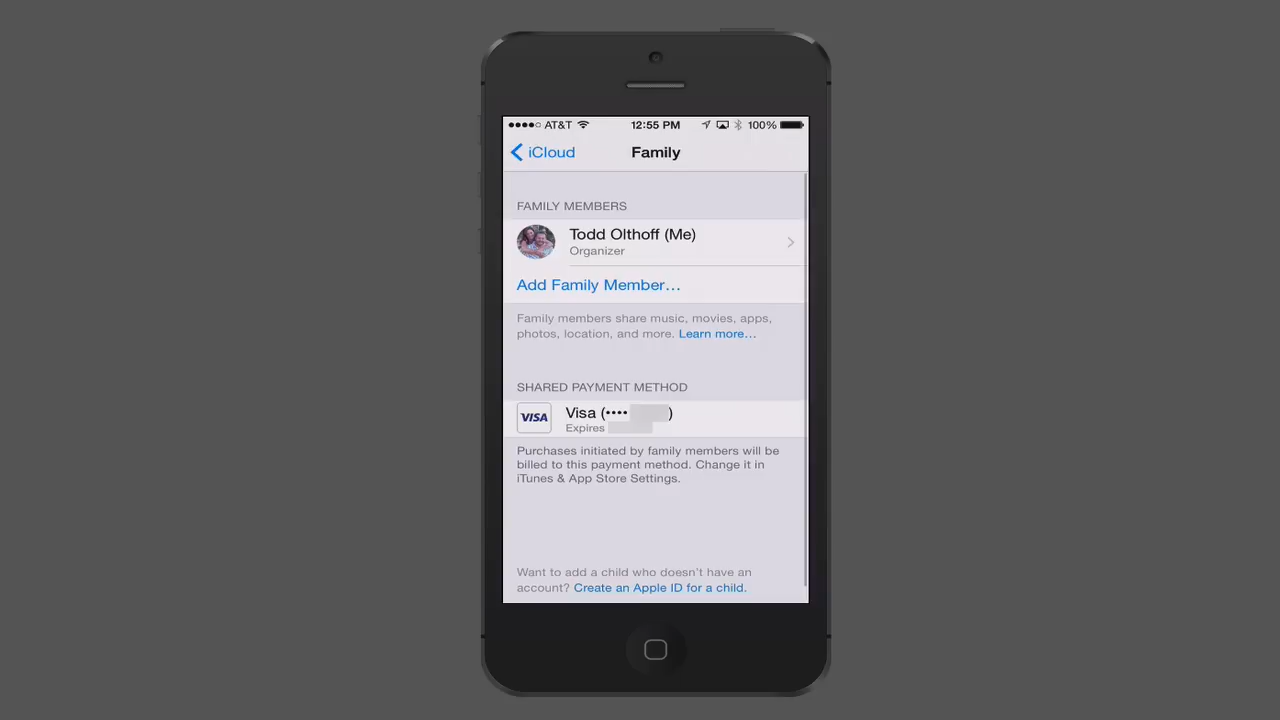 AT&T 12:55 PM 100%
iCloud Family
FAMILY MEMBERS
Todd Olthoff (Me)
Organizer
Add Family Member…
Family members share music, movies, apps,
photos, location, and more. Learn more…
SHARED PAYMENT METHOD
VISA Visa (•••• )
Expires
Purchases initiated by family members will be
billed to this payment method. Change it in
iTunes & App Store Settings.
Want to add a child who doesn't have an
account? Create an Apple ID for a child.